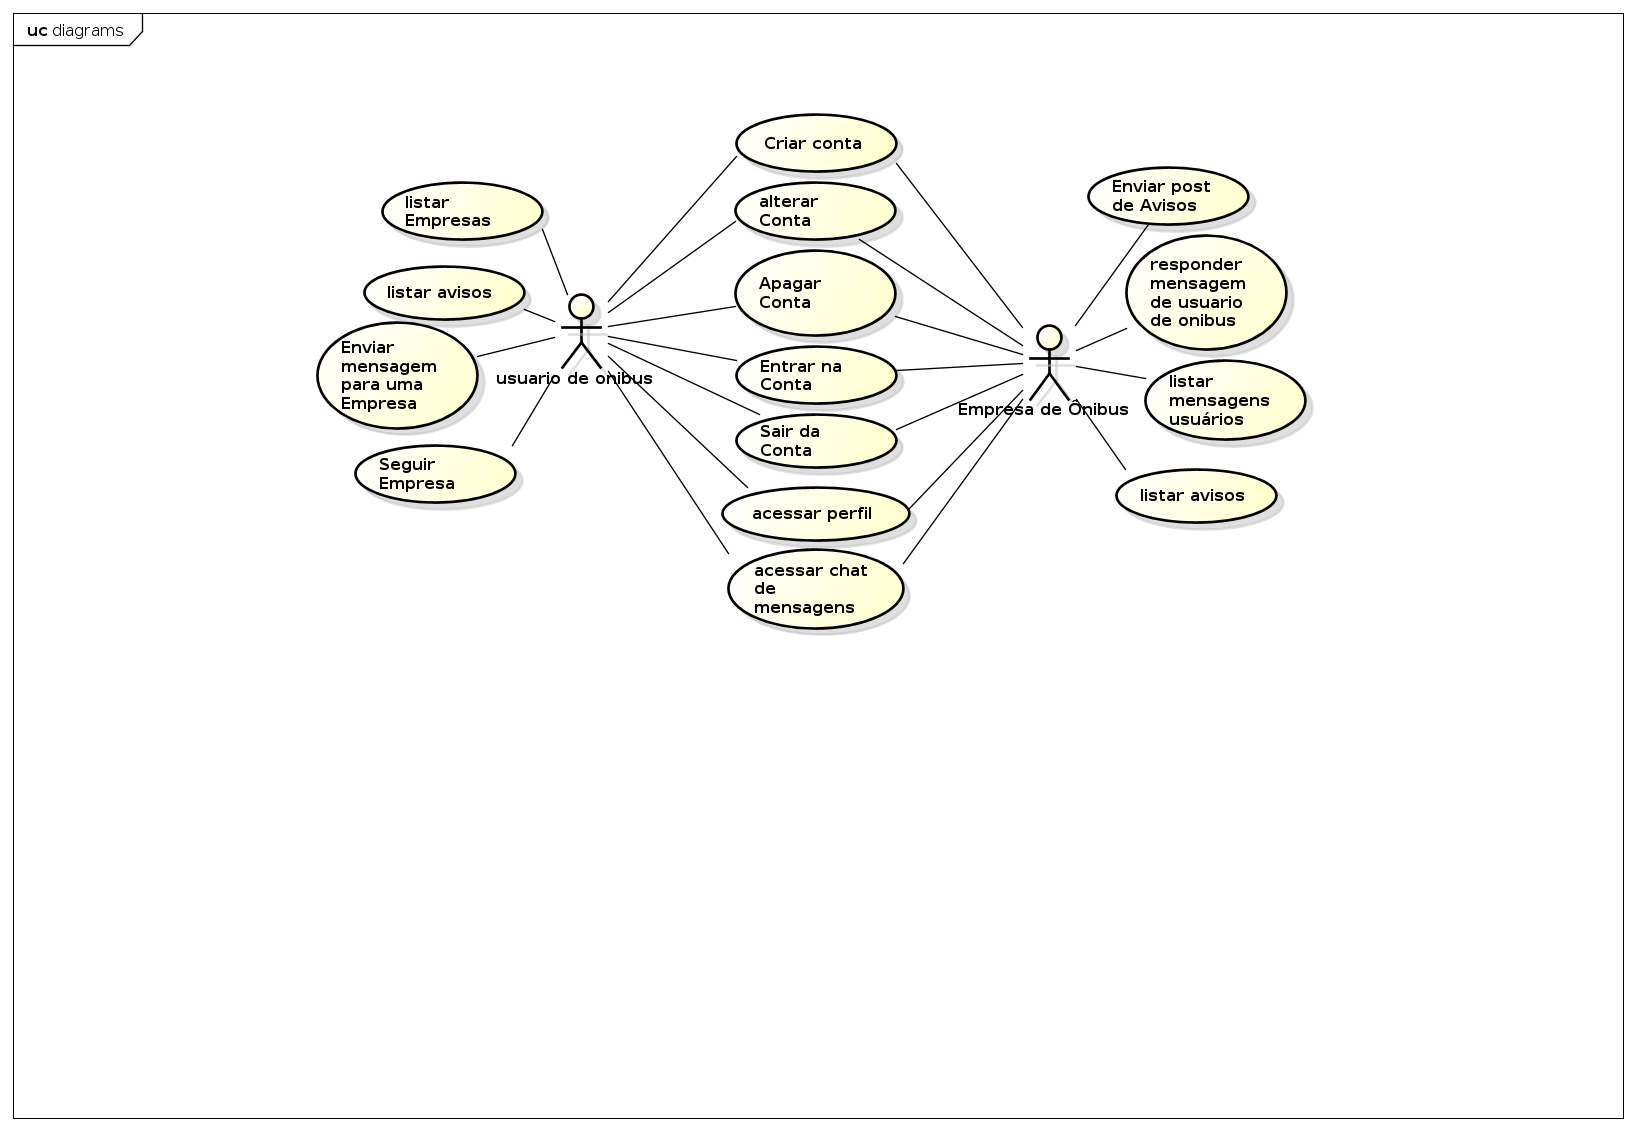 uc diagrams
Criar conta
listar
Empresas
alterar
Conta
Enviar post
de Avisos
listar avisos
Apagar
Conta
responder
mensagem
de usuario
de onibus
Enviar
mensagem
para uma
Empresa
usuario de onibus
Entrar na
Conta
Empresa de Ônibus
listar
mensagens
usuários
Sair da
Conta
Seguir
Empresa
listar avisos
acessar perfil
acessar chat
de
mensagens